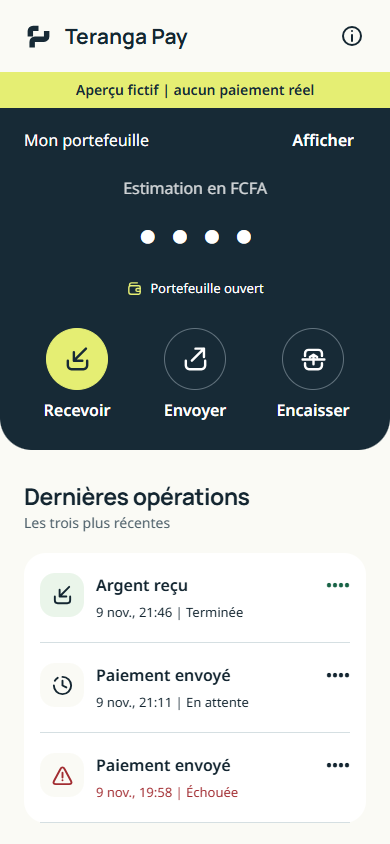 Teranga Pay
Aperçu fictif | aucun paiement réel
Mon portefeuille
Afficher
Estimation en FCFA
Portefeuille ouvert
Recevoir
Envoyer
Encaisser
Dernières opérations
Les trois plus récentes
Argent reçu
9 nov., 21:46 | Terminée
Paiement envoyé
9 nov., 21:11 | En attente
Paiement envoyé
9 nov., 19:58 | Échouée